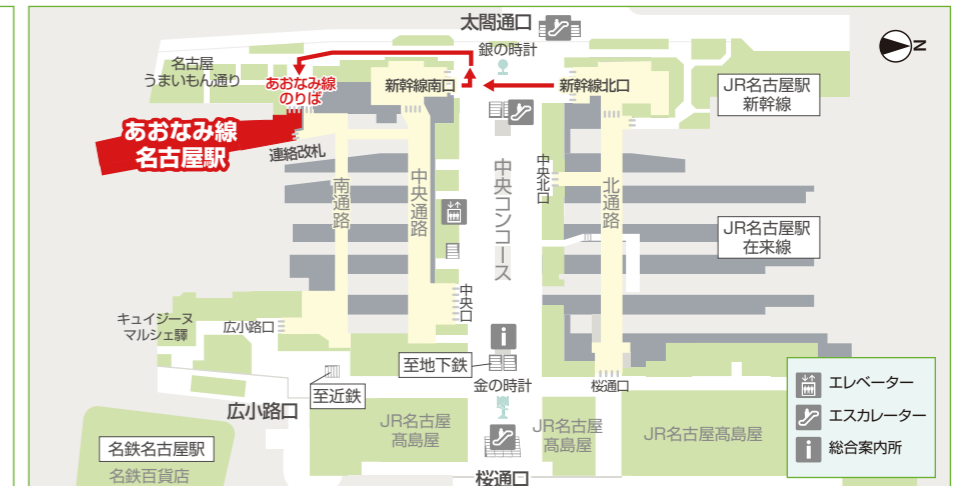 太閤通口
銀の時計
N
名古屋
うまいもん通り
あおなみ線
のりば
新幹線南口
新幹線北口
JR名古屋駅
新幹線
あおなみ線
名古屋駅
連絡改札
南通路
中央通路
中央コンコース
中央北口
北通路
JR名古屋駅
在来線
キュイジーヌ
マルシェ驛
広小路口
中央口
至地下鉄
金の時計
桜通口
至近鉄
広小路口
JR名古屋
髙島屋
JR名古屋
髙島屋
JR名古屋髙島屋
名鉄名古屋駅
名鉄百貨店
桜通口
エレベーター
エスカレーター
i 総合案内所